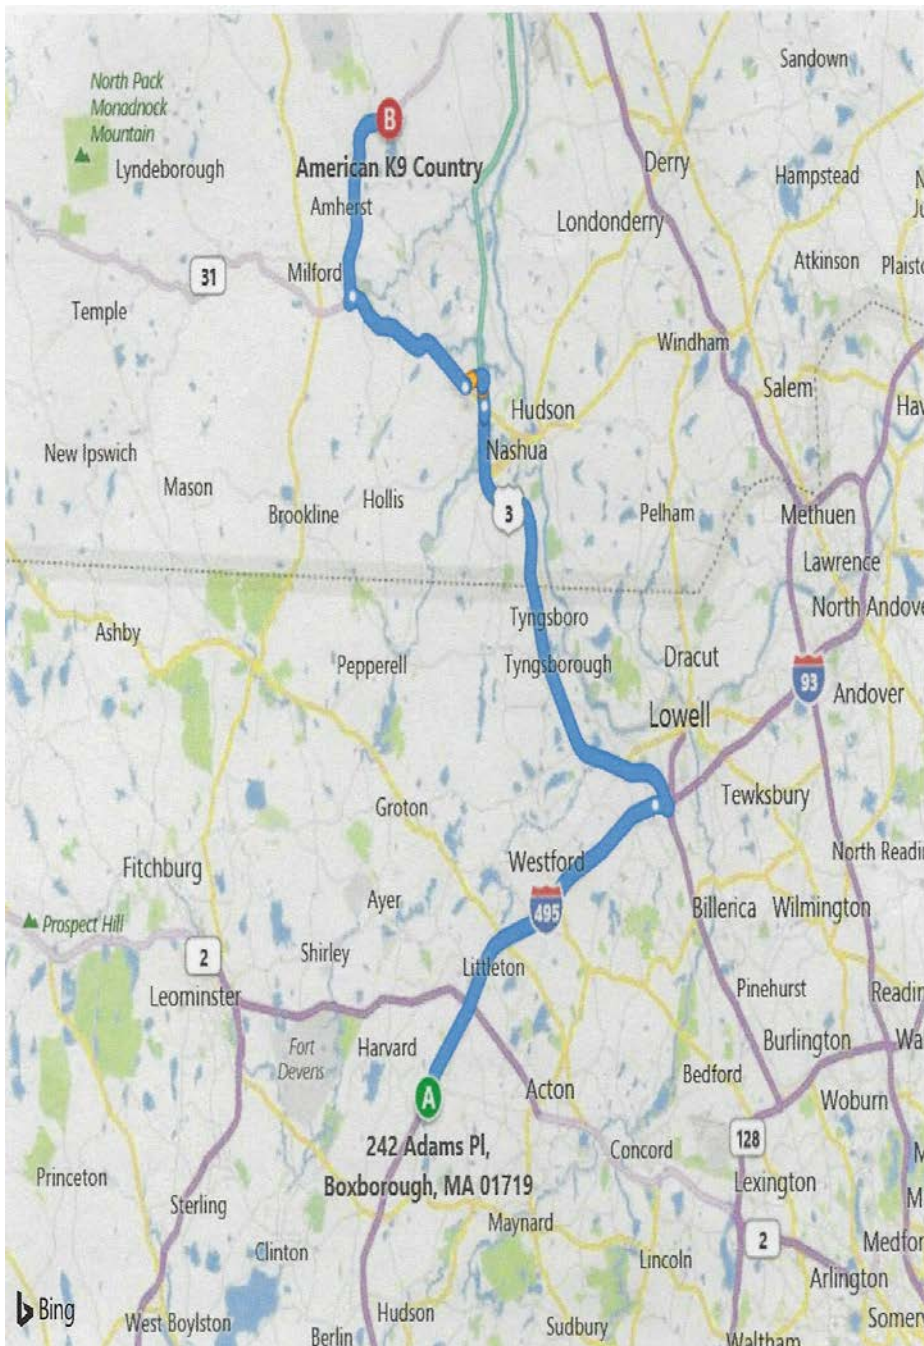 Sandown
North Pack
Monadnock
Mountain
Lyndeborough
B
American K9 Country
Derry
Hampstead
Amherst
Londonderry
Milford
31
Atkinson
Temple
Windham
Salem
Hudson
Nashua
New Ipswich
Mason
Hollis
Brookline
3
Pelham
Methuen
Lawrence
Tyngsboro
Ashby
Pepperell
Tyngsborough
Dracut
93
Andover
Lowell
Tewksbury
Groton
Westford
Fitchburg
Ayer
495
Billerica
Wilmington
Prospect Hill
2
Shirley
Littleton
Leominster
Pinehurst
Fort
Devens
Harvard
Burlington
Bedford
A
Acton
Woburn
242 Adams Pl,
Boxborough, MA 01719
Concord
128
Princeton
Lexington
Sterling
Maynard
2
Clinton
Lincoln
Arlington
Bing
West Boylston
Hudson
Berlin
Sudbury
Waltham